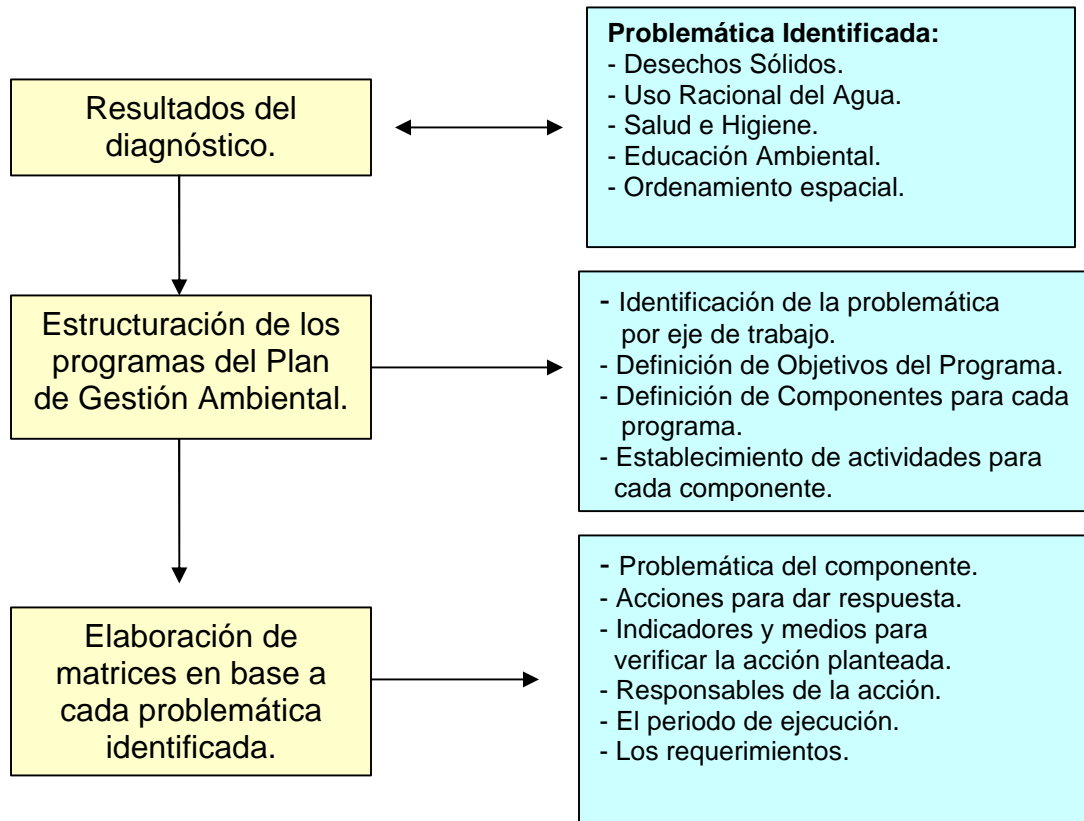 Resultados del
diagnóstico.
Problemática Identificada:
- Desechos Sólidos.
- Uso Racional del Agua.
- Salud e Higiene.
- Educación Ambiental.
- Ordenamiento espacial.
Estructuración de los
programas del Plan
de Gestión Ambiental.
- Identificación de la problemática
por eje de trabajo.
- Definición de Objetivos del Programa.
- Definición de Componentes para cada
programa.
- Establecimiento de actividades para
cada componente.
Elaboración de
matrices en base a
cada problemática
identificada.
- Problemática del componente.
- Acciones para dar respuesta.
- Indicadores y medios para
verificar la acción planteada.
- Responsables de la acción.
- El periodo de ejecución.
- Los requerimientos.